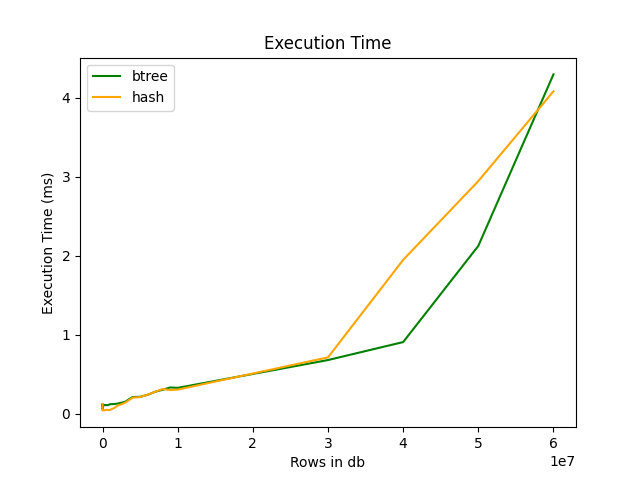 Execution Time
btree
hash
Execution Time (ms)
4
3
2
1
0
0 1 2 3 4 5 6
1e7
Rows in db